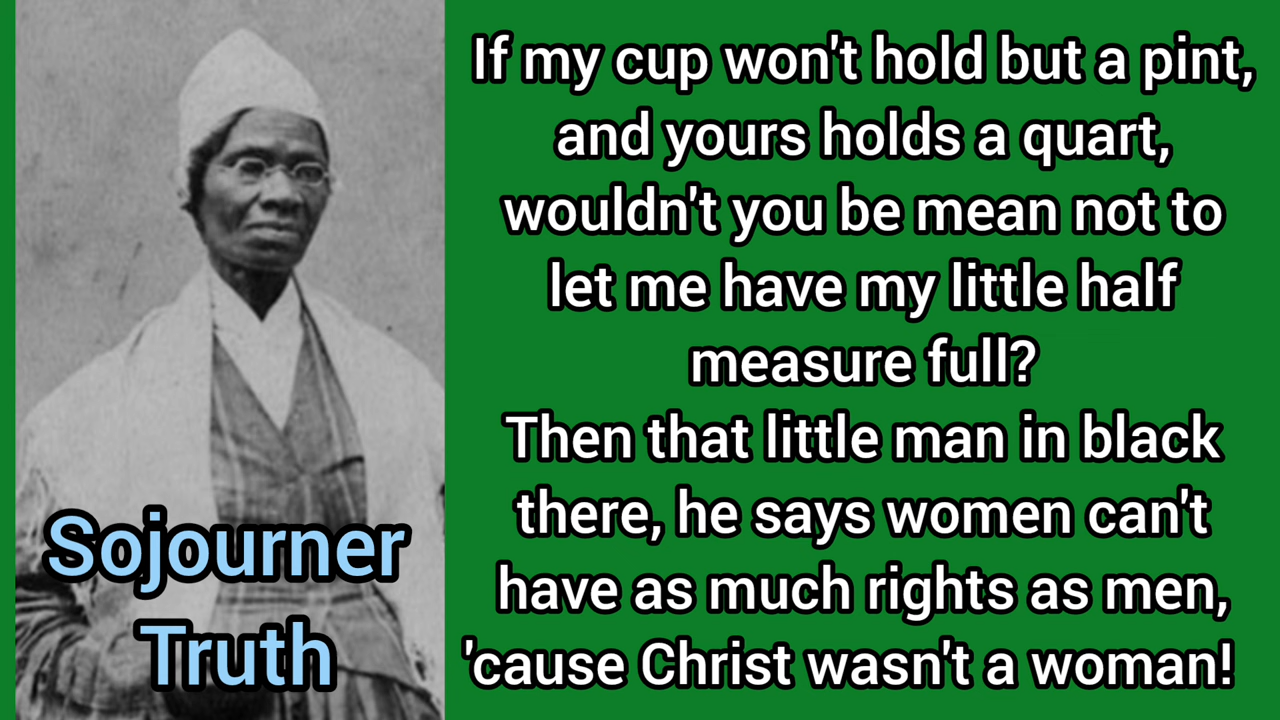 If my cup won't hold but a pint,
and yours holds a quart,
wouldn't you be mean not to
let me have my little half
measure full?
Then that little man in black
there, he says women can't
have as much rights as men,
'cause Christ wasn't a woman!
Sojourner
Truth